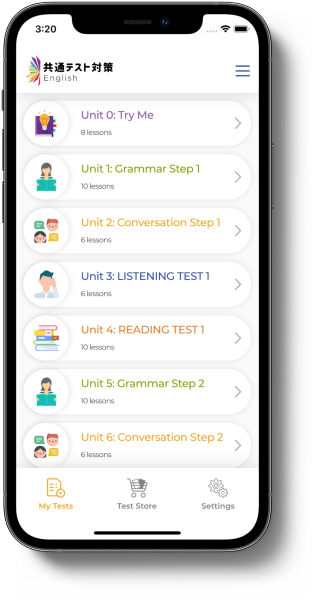 3:20
共通テスト対策
English
Unit 0: Try Me
8 lessons
Unit 1: Grammar Step 1
10 lessons
Unit 2: Conversation Step 1
6 lessons
Unit 3: LISTENING TEST 1
6 lessons
Unit 4: READING TEST 1
10 lessons
Unit 5: Grammar Step 2
10 lessons
Unit 6: Conversation Step 2
6 lessons
My Tests
Test Store
Settings